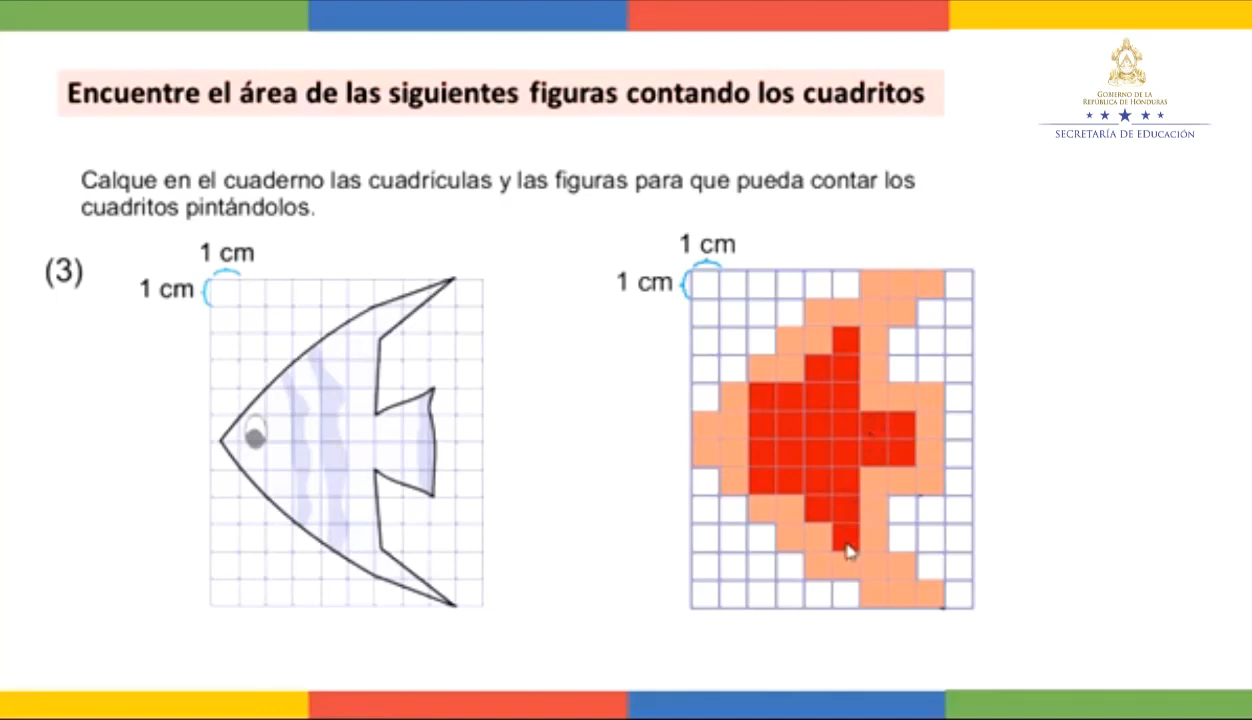 Encuentre el área de las siguientes figuras contando los cuadritos
GOBIERNO DE LA
REPÚBLICA DE HONDURAS
SECRETARÍA DE EDUCACIÓN
Calque en el cuaderno las cuadrículas y las figuras para que pueda contar los
cuadritos pintándolos.
(3)
1 cm
1 cm
1 cm
1 cm